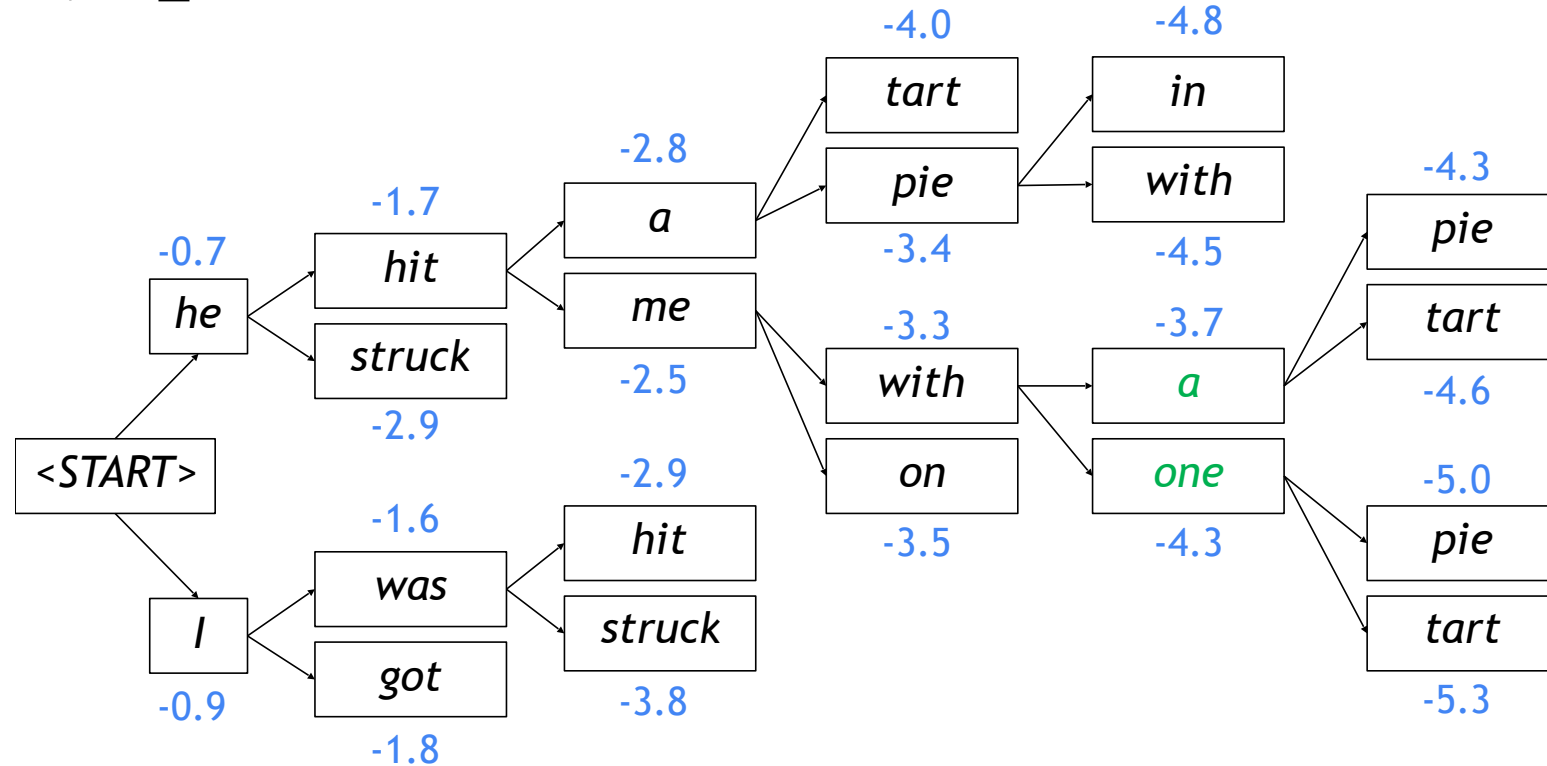 -4.0
-4.8
tart
in
-2.8
pie
with
-4.3
-1.7
a
-3.4
-4.5
pie
-0.7
hit
me
-3.3
-3.7
tart
he
struck
-2.5
with
a
-4.6
-2.9
<START>
-2.9
on
one
-5.0
-1.6
hit
-3.5
-4.3
pie
was
I
struck
tart
got
-0.9
-3.8
-5.3
-1.8